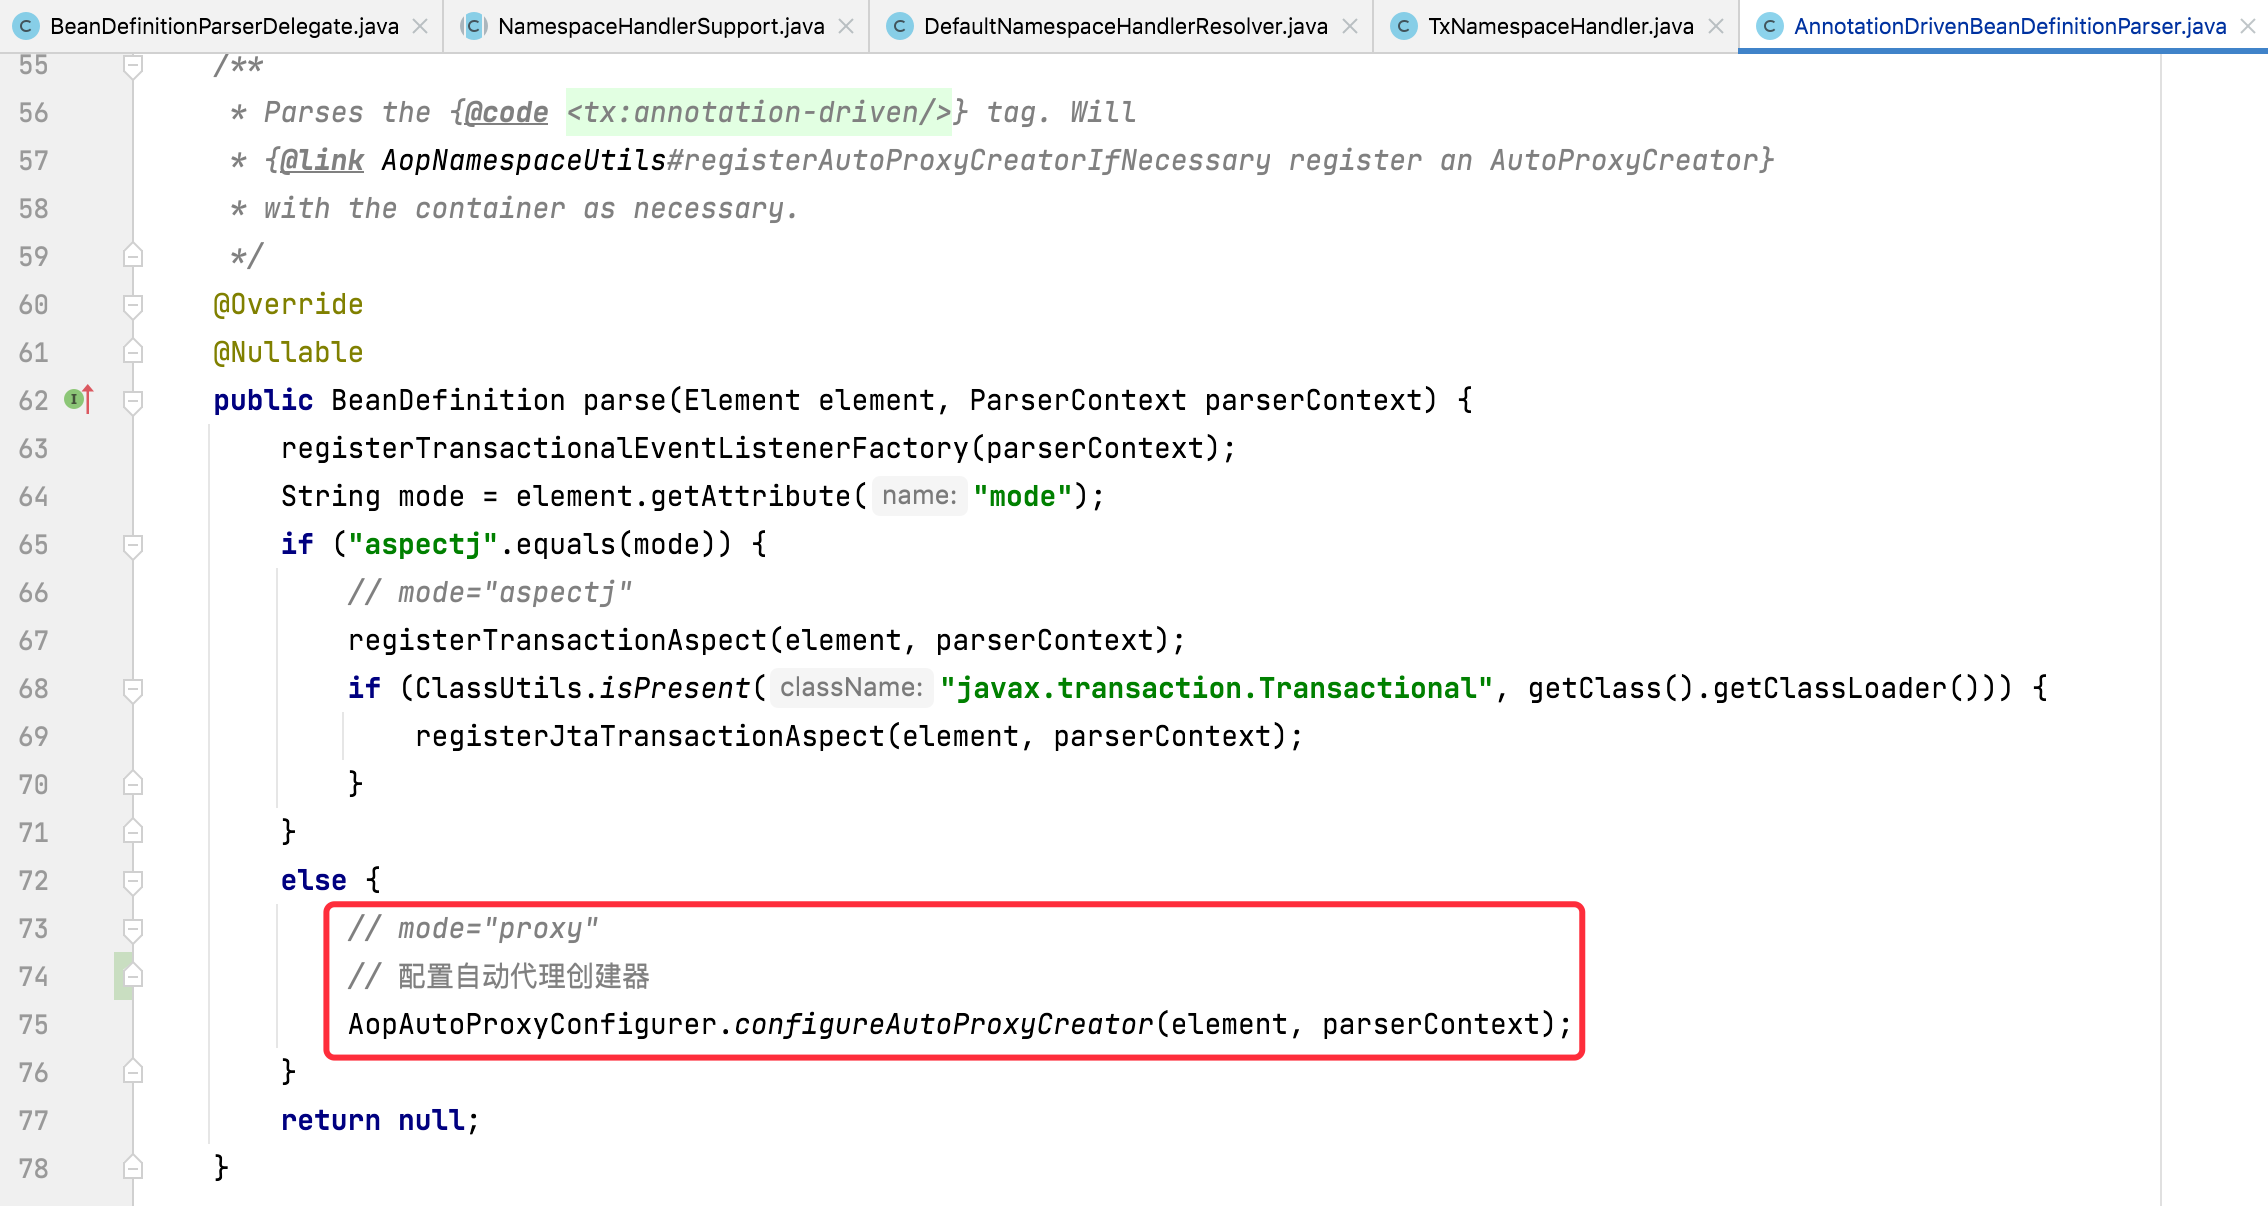 BeanDefinitionParserDelegate.java NamespaceHandlerSupport.java DefaultNamespaceHandlerResolver.java TxNamespaceHandler.java AnnotationDrivenBeanDefinitionParser.java
55 /**
56 * Parses the {@code <tx:annotation-driven/>} tag. Will
57 * {@link AopNamespaceUtils#registerAutoProxyCreatorIfNecessary register an AutoProxyCreator}
58 * with the container as necessary.
59 */
60 @Override
61 @Nullable
62 public BeanDefinition parse(Element element, ParserContext parserContext) {
63 registerTransactionalEventListenerFactory(parserContext);
64 String mode = element.getAttribute( name: "mode");
65 if ("aspectj".equals(mode)) {
66 // mode="aspectj"
67 registerTransactionAspect(element, parserContext);
68 if (ClassUtils.isPresent( className: "javax.transaction.Transactional", getClass().getClassLoader())) {
69 registerJtaTransactionAspect(element, parserContext);
70 }
71 }
72 else {
73 // mode="proxy"
74 // 配置自动代理创建器
75 AopAutoProxyConfigurer.configureAutoProxyCreator(element, parserContext);
76 }
77 return null;
78 }